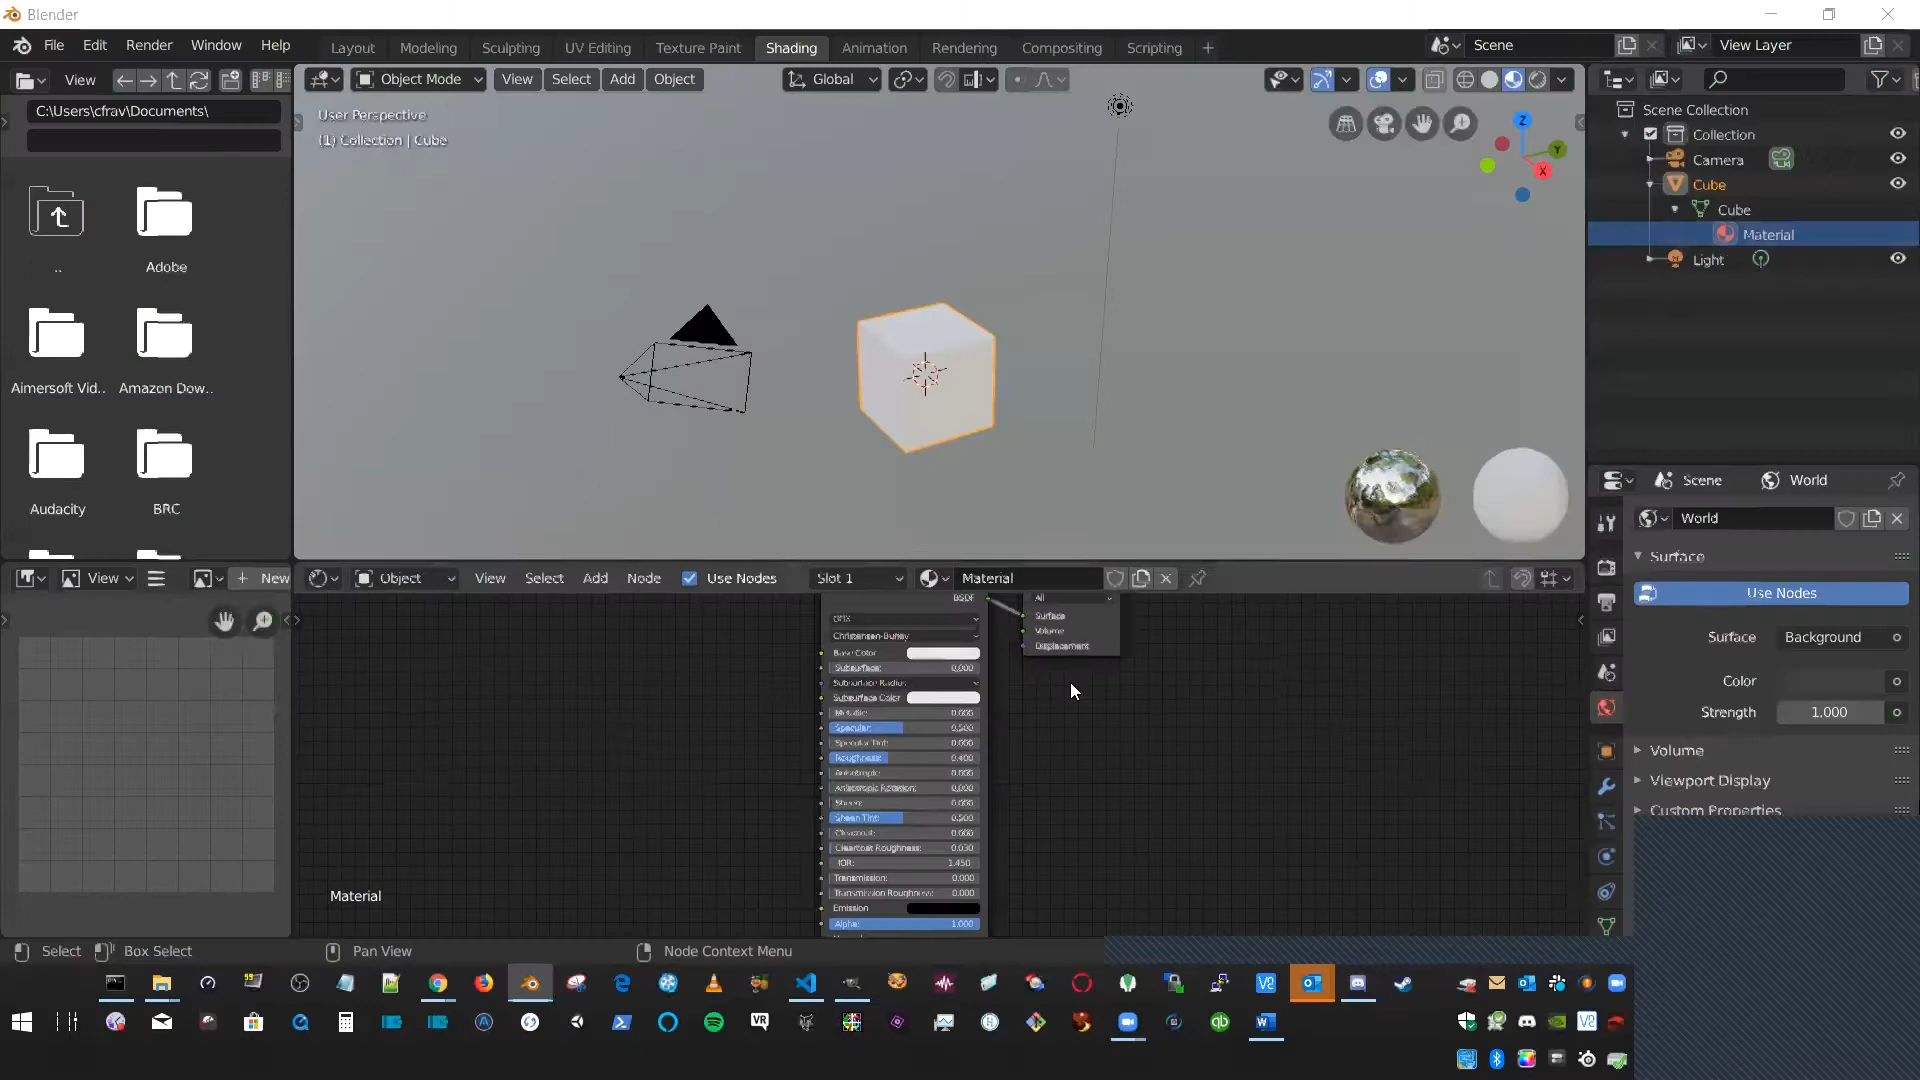 Blender
File Edit Render Window Help
Layout Modeling Sculpting UV Editing Texture Paint Shading Animation Rendering Compositing Scripting +
Scene
View Layer
View
C:\Users\cfrav\Documents\
..
Adobe
Aimersoft Vid..
Amazon Dow..
Audacity
BRC
Object Mode View Select Add Object
Global
User Perspective
(1) Collection | Cube
Z
Y
X
Scene Collection
Collection
Camera
Cube
Cube
Material
Light
View
New
Object View Select Add Node Use Nodes Slot 1 Material
BSDF
GGX
Christensen-Burley
Base Color
Subsurface: 0.000
Subsurface Radius
Subsurface Color
Metallic: 0.000
Specular: 0.500
Specular Tint: 0.000
Roughness: 0.400
Anisotropic: 0.000
Anisotropic Rotation: 0.000
Sheen: 0.000
Sheen Tint: 0.500
Clearcoat: 0.000
Clearcoat Roughness: 0.030
IOR: 1.450
Transmission: 0.000
Transmission Roughness: 0.000
Emission
Alpha: 1.000
All
Surface
Volume
Displacement
Material
Scene World
World
Surface
Use Nodes
Surface Background
Color
Strength 1.000
Volume
Viewport Display
Custom Properties
Select Box Select Pan View Node Context Menu